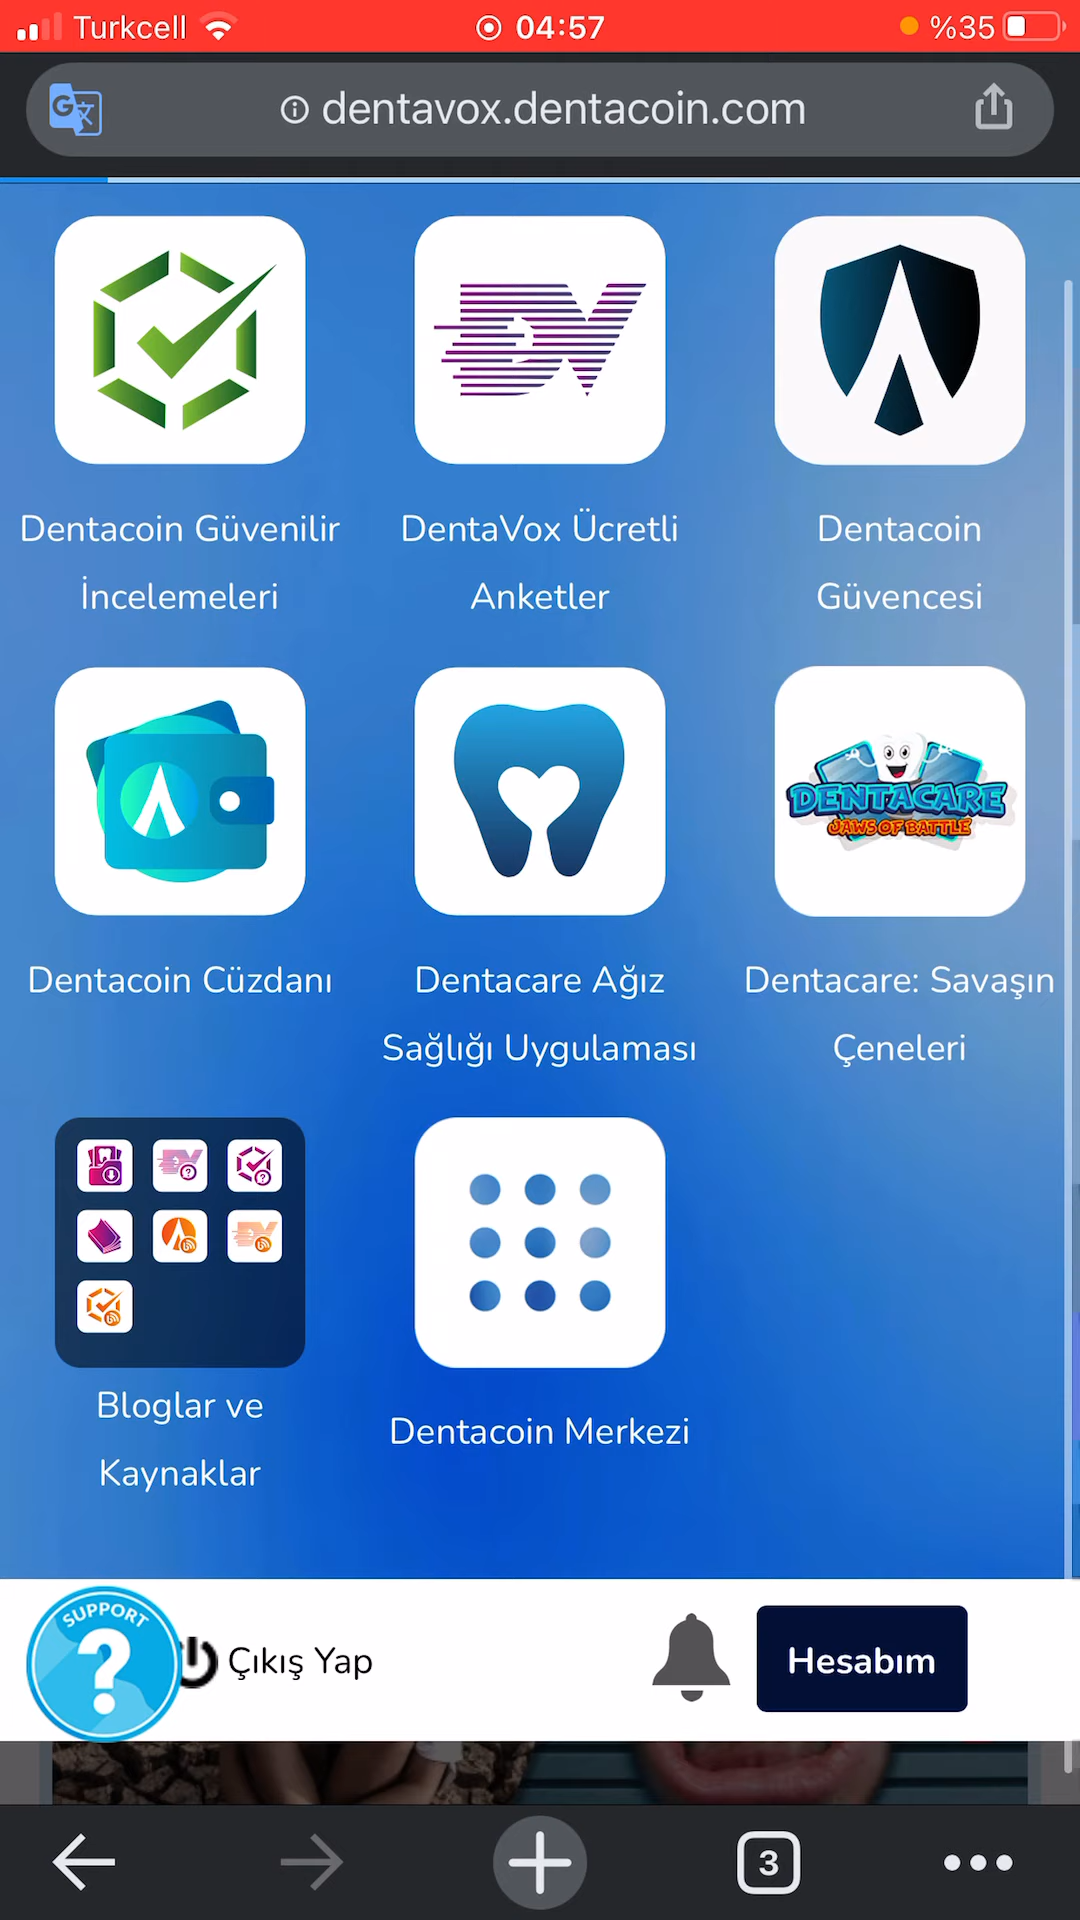 Turkcell 04:57 %35
dentavox.dentacoin.com
Dentacoin Güvenilir
İncelemeleri
DentaVox Ücretli
Anketler
Dentacoin
Güvencesi
DENTACARE
JAWS OF BATTLE
Dentacoin Cüzdanı
Dentacare Ağız
Sağlığı Uygulaması
Dentacare: Savaşın
Çeneleri
Bloglar ve
Kaynaklar
Dentacoin Merkezi
SUPPORT
?
Çıkış Yap
Hesabım
3